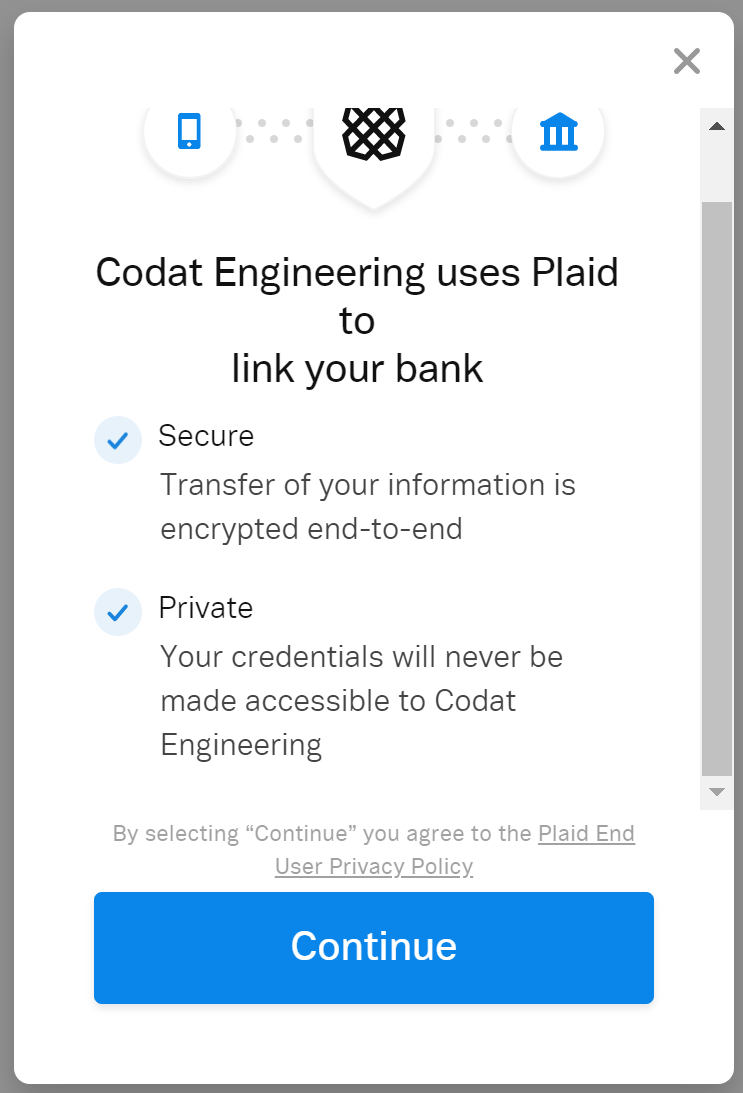 Codat Engineering uses Plaid
to
link your bank
Secure
Transfer of your information is
encrypted end-to-end
Private
Your credentials will never be
made accessible to Codat
Engineering
By selecting “Continue” you agree to the Plaid End
User Privacy Policy
Continue